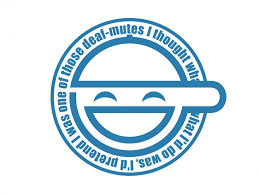 I thought what I'd do was, I'd pretend I was one of those deaf-mutes